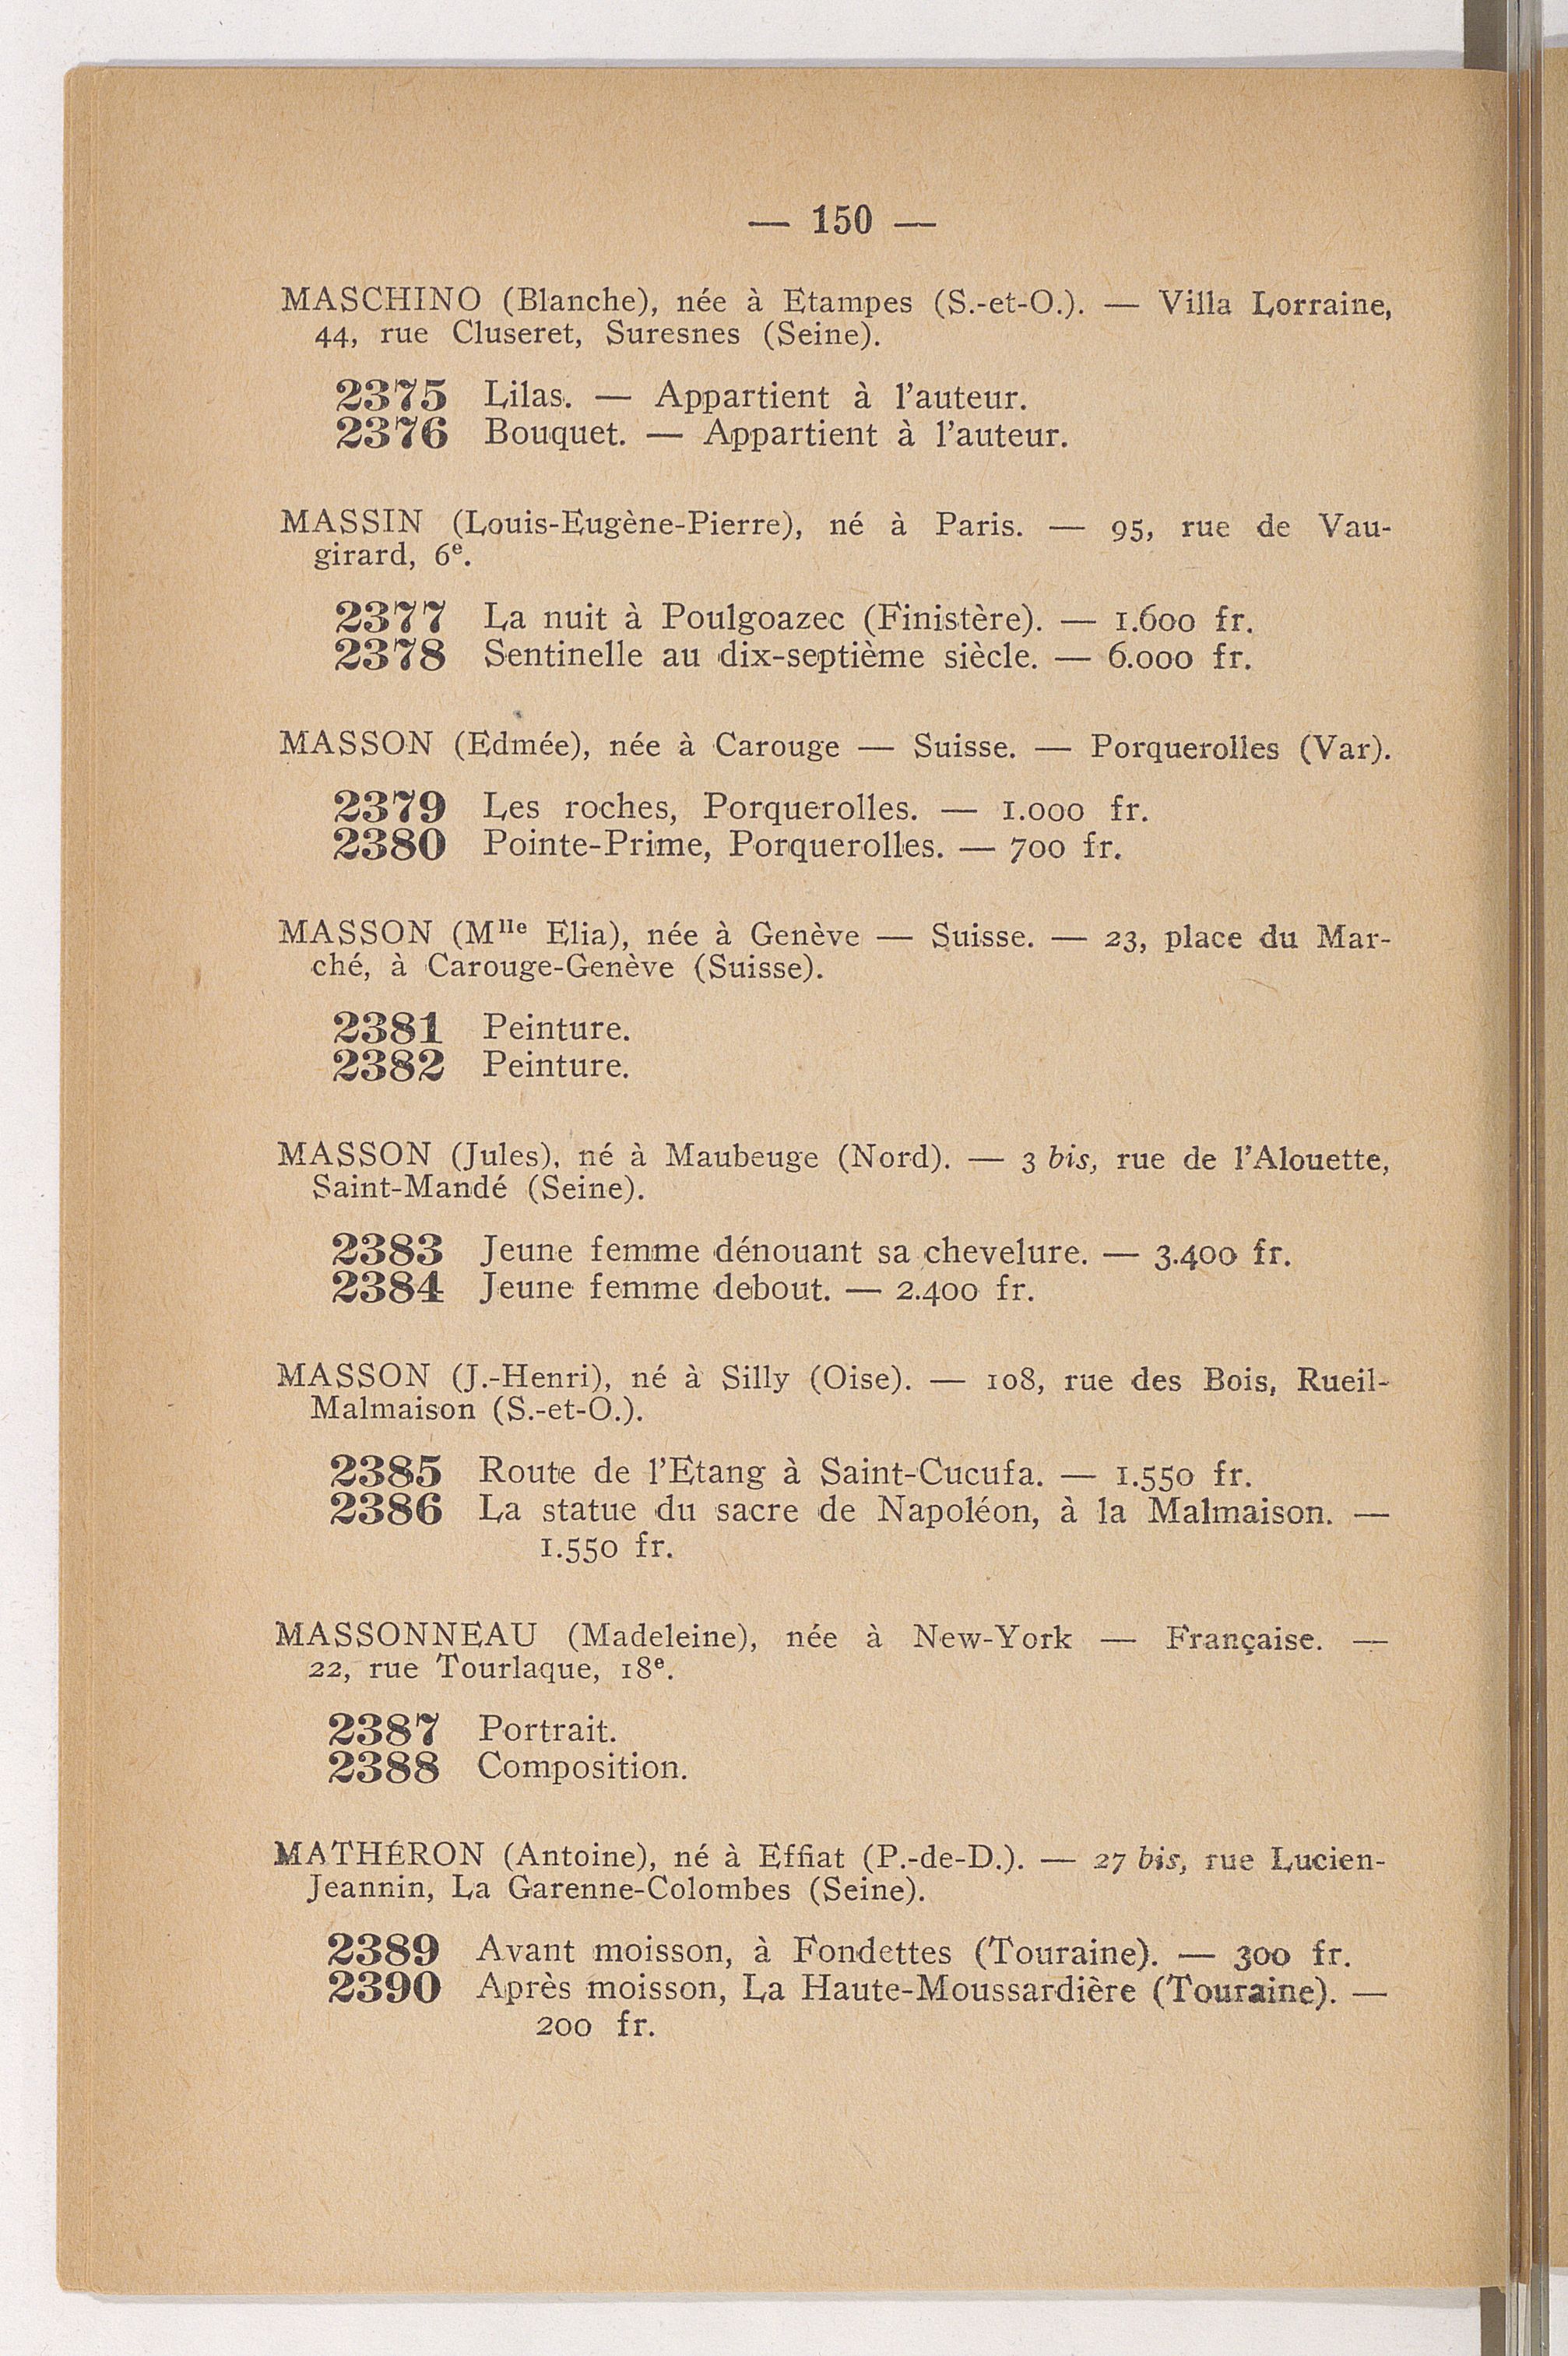 — 150 —
MASCHINO (Blanche), née à Etampes (S.-et-O.). — Villa Lorraine,
44, rue Cluseret, Suresnes (Seine).
2375 Lilas. — Appartient à l'auteur.
2376 Bouquet. — Appartient à l'auteur.
MASSIN (Louis-Eugène-Pierre), né à Paris. — 95, rue de Vau-
girard, 6e.
2377 La nuit à Poulgoazec (Finistère). — 1.600 fr.
2378 Sentinelle au dix-septième siècle. — 6.000 fr.
MASSON (Edmée), née à Carouge — Suisse. — Porquerolles (Var).
2379 Les roches, Porquerolles. — 1.000 fr.
2380 Pointe-Prime, Porquerolles. — 700 fr.
MASSON (Mlle Elia), née à Genève — Suisse. — 23, place du Mar-
ché, à Carouge-Genève (Suisse).
2381 Peinture.
2382 Peinture.
MASSON (Jules), né à Maubeuge (Nord). — 3 bis, rue de l'Alouette,
Saint-Mandé (Seine).
2383 Jeune femme dénouant sa chevelure. — 3.400 fr.
2384 Jeune femme debout. — 2.400 fr.
MASSON (J.-Henri), né à Silly (Oise). — 108, rue des Bois, Rueil-
Malmaison (S.-et-O.).
2385 Route de l'Etang à Saint-Cucufa. — 1.550 fr.
2386 La statue du sacre de Napoléon, à la Malmaison. —
1.550 fr.
MASSONNEAU (Madeleine), née à New-York — Française. —
22, rue Tourlaque, 18e.
2387 Portrait.
2388 Composition.
MATHÉRON (Antoine), né à Effiat (P.-de-D.). — 27 bis, rue Lucien-
Jeannin, La Garenne-Colombes (Seine).
2389 Avant moisson, à Fondettes (Touraine). — 300 fr.
2390 Après moisson, La Haute-Moussardière (Touraine). —
200 fr.